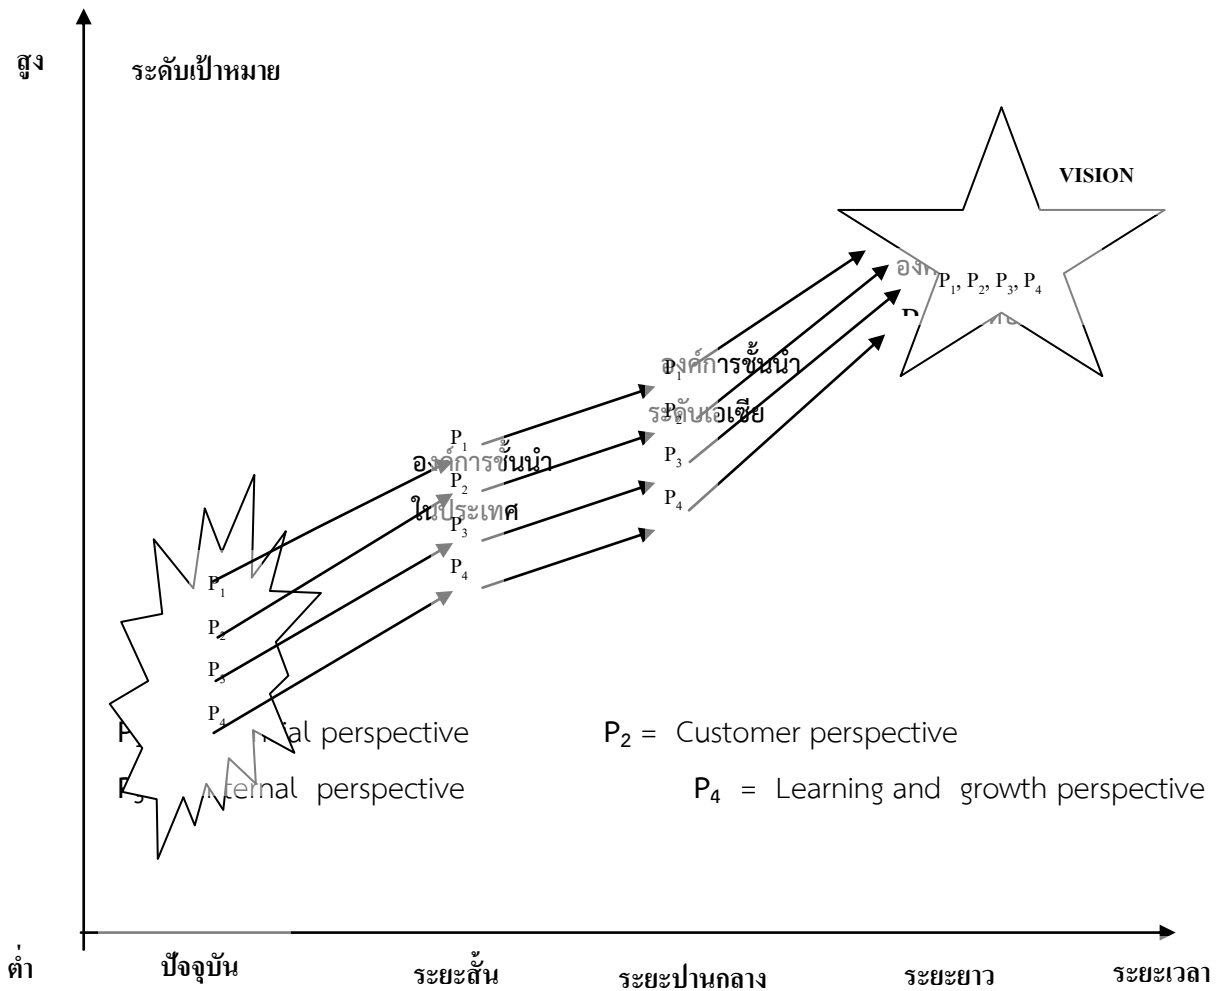 สูง
ระดับเป้าหมาย
VISION
P1, P2, P3, P4
องค์การชั้นนำ
ระดับเอเซีย
P1
P2
P3
P4
องค์การชั้นนำ
ในประเทศ
P1
P2
P3
P4
P1
P2
P3
P4
perspective P2 = Customer perspective
perspective P4 = Learning and growth perspective
ต่ำ ปัจจุบัน ระยะสั้น ระยะปานกลาง ระยะยาว ระยะเวลา